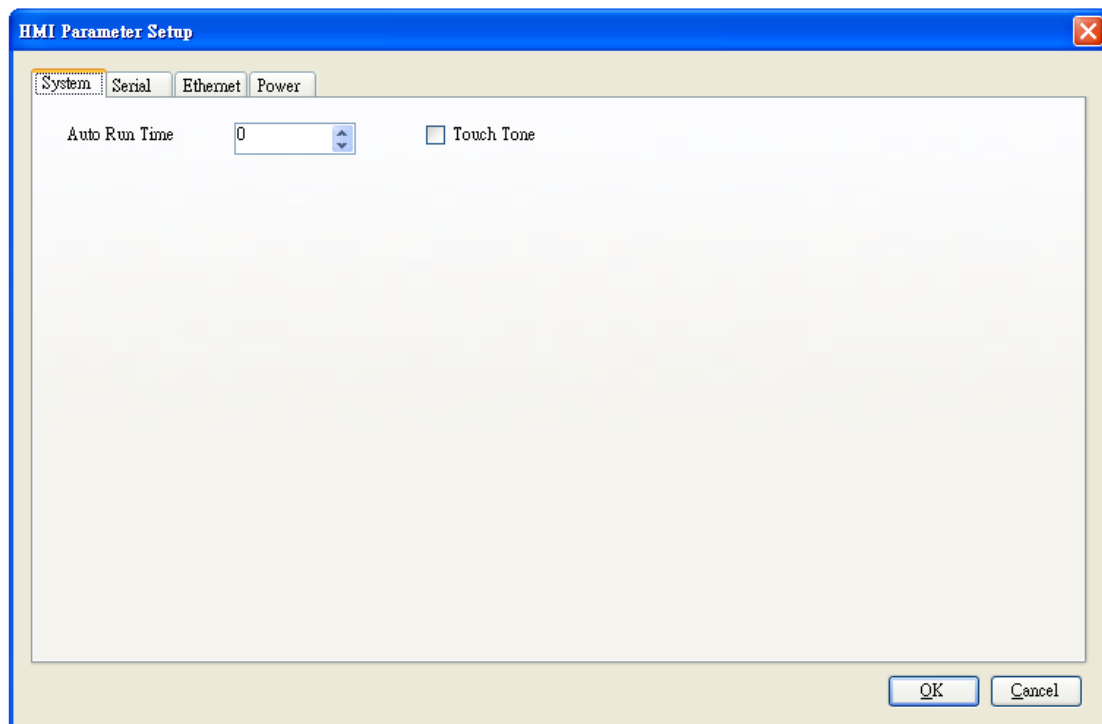 HMI Parameter Setup
System Serial Ethernet Power
Auto Run Time 0 Touch Tone
OK Cancel